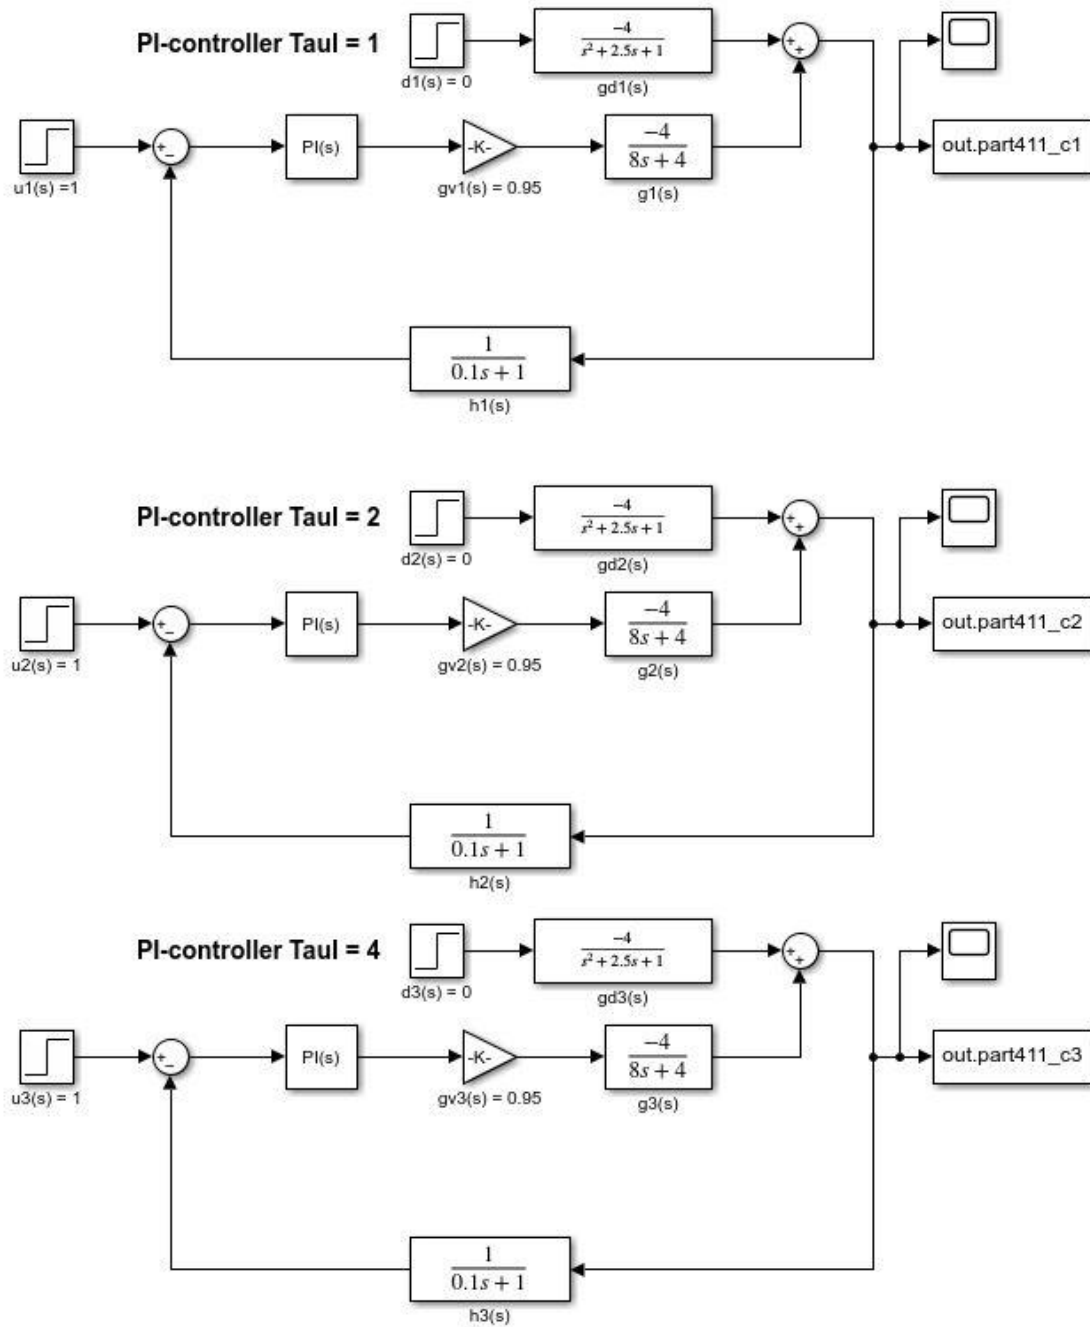 PI-controller TauI = 1
d1(s) = 0
-4
s² + 2.5s + 1
gd1(s)
+
+
u1(s) =1
+
−
PI(s)
-K-
gv1(s) = 0.95
-4
8s + 4
g1(s)
out.part411_c1
1
0.1s + 1
h1(s)
PI-controller TauI = 2
d2(s) = 0
-4
s² + 2.5s + 1
gd2(s)
+
+
u2(s) = 1
+
−
PI(s)
-K-
gv2(s) = 0.95
-4
8s + 4
g2(s)
out.part411_c2
1
0.1s + 1
h2(s)
PI-controller TauI = 4
d3(s) = 0
-4
s² + 2.5s + 1
gd3(s)
+
+
u3(s) = 1
+
−
PI(s)
-K-
gv3(s) = 0.95
-4
8s + 4
g3(s)
out.part411_c3
1
0.1s + 1
h3(s)